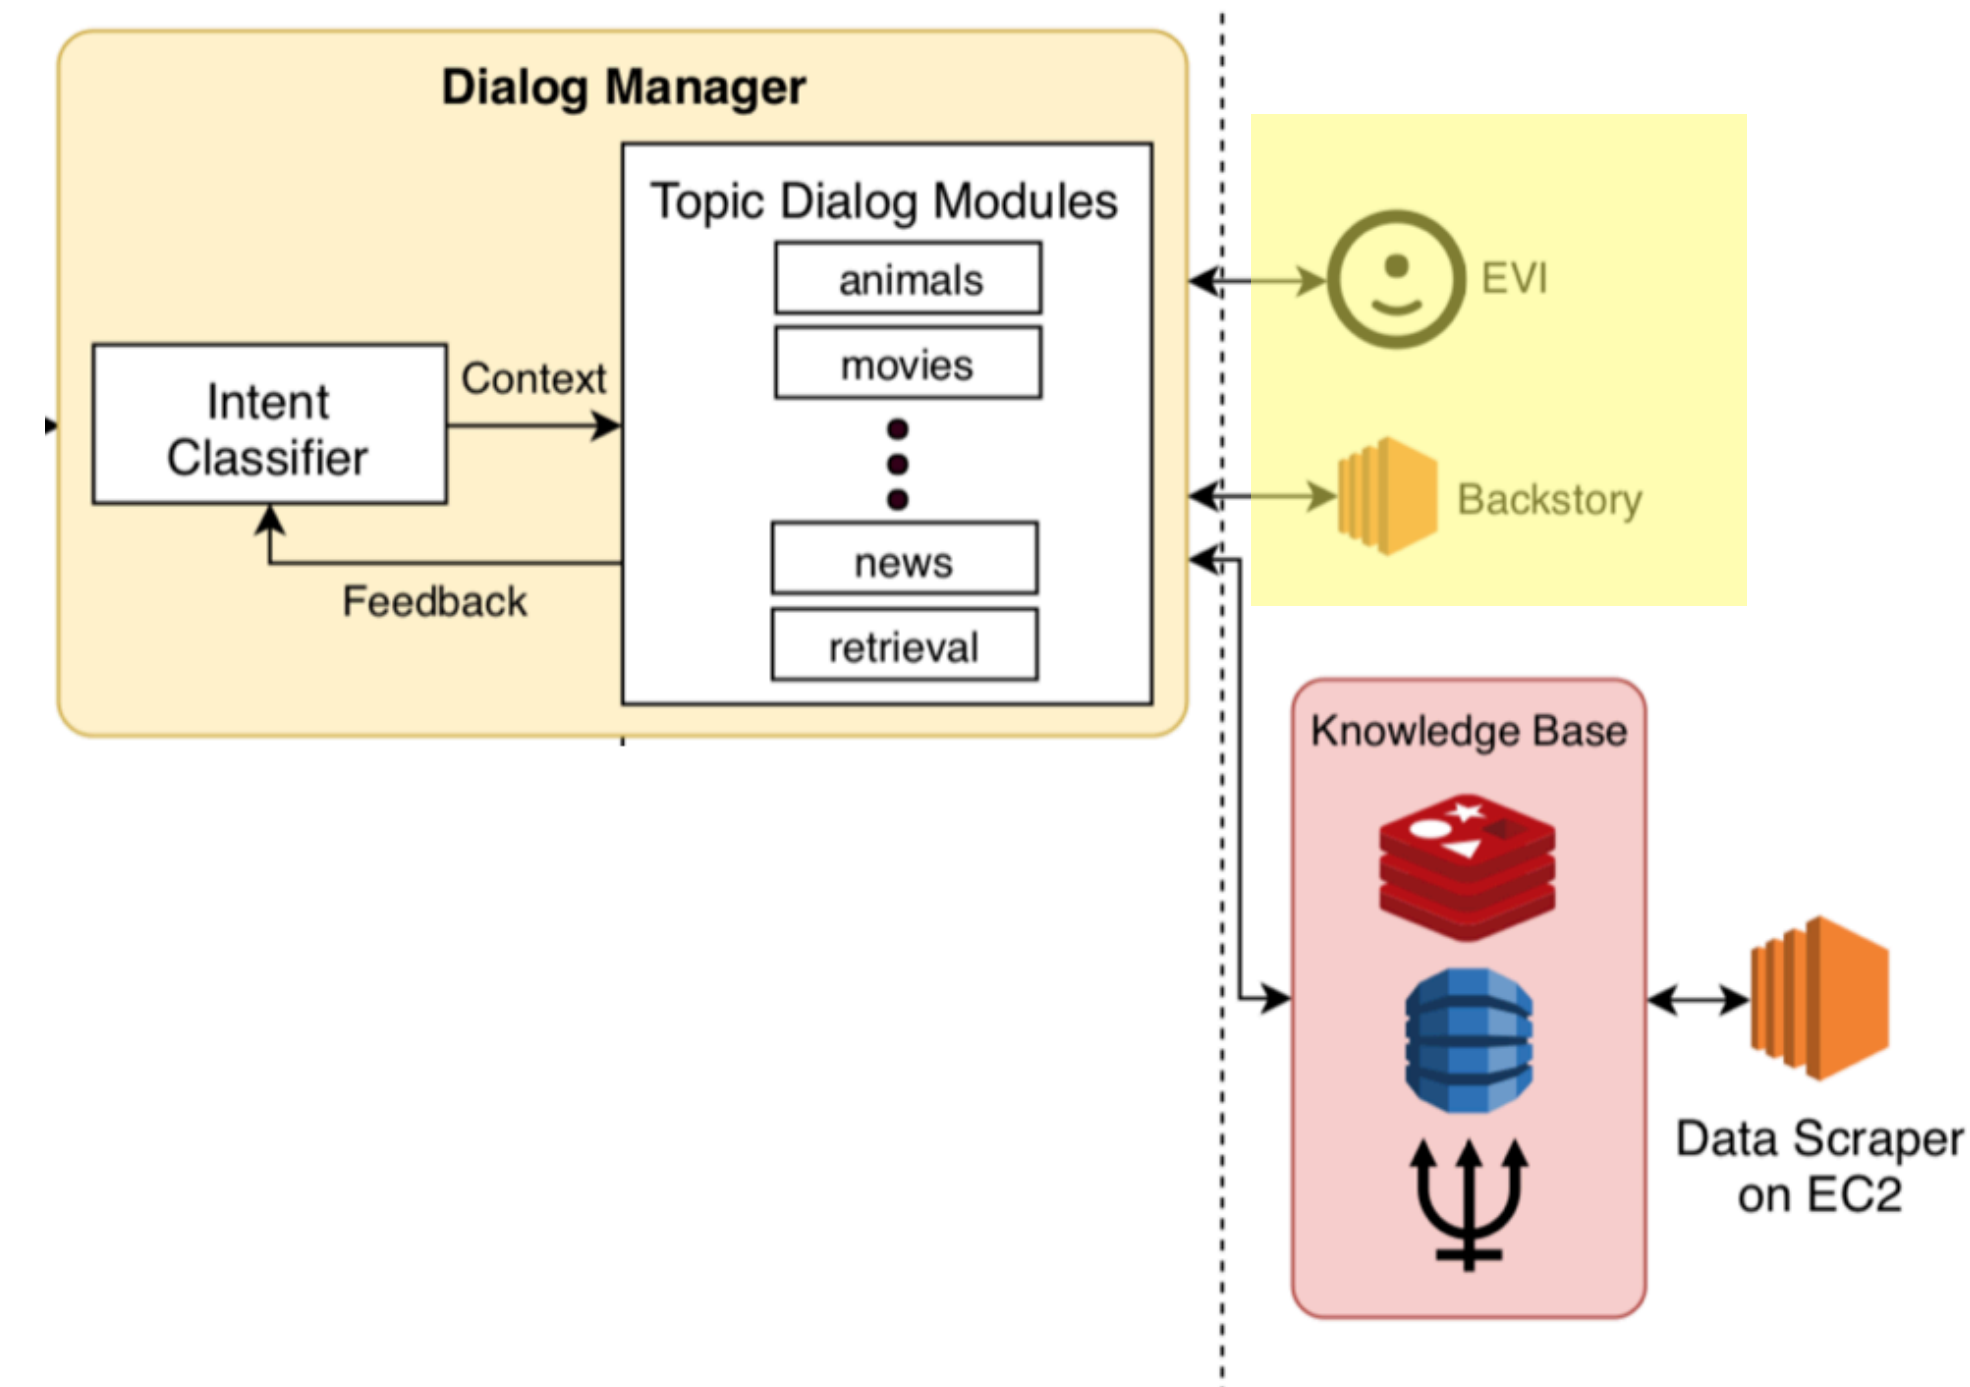 Dialog Manager
Topic Dialog Modules
animals
movies
news
retrieval
Intent
Classifier
Context
Feedback
EVI
Backstory
Knowledge Base
Data Scraper
on EC2